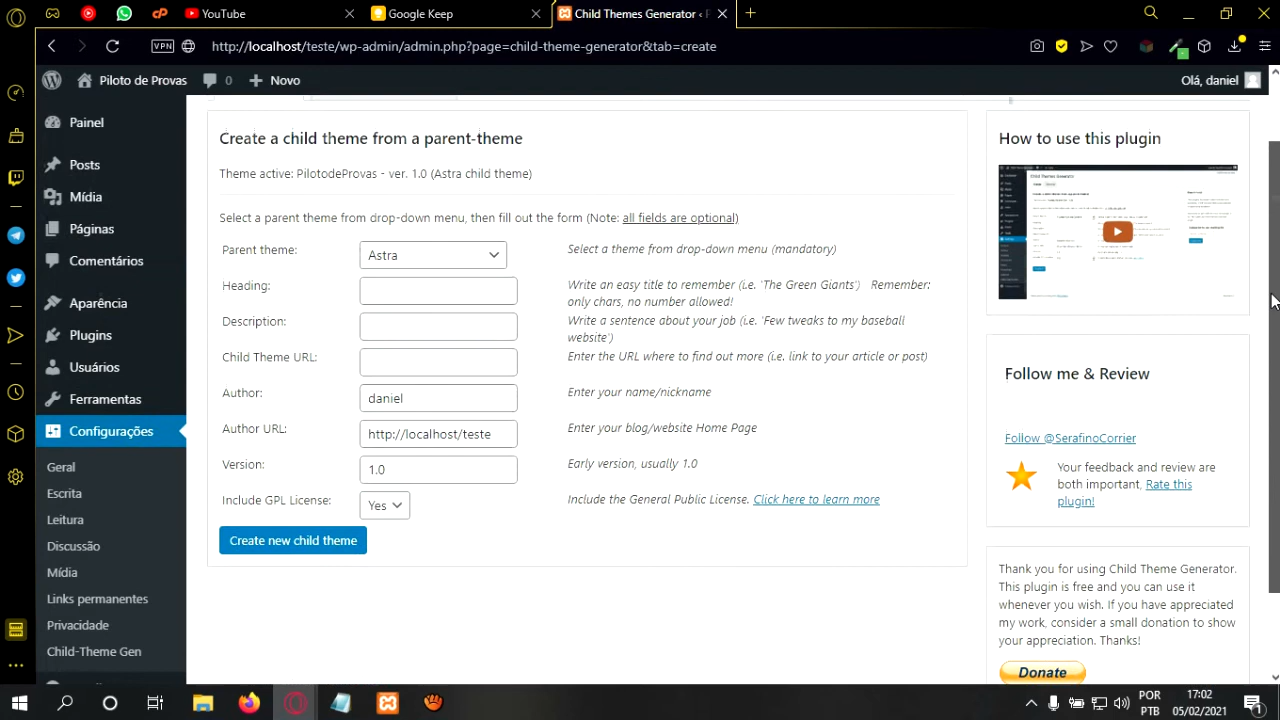 YouTube
Google Keep
Child Themes Generator ‹
VPN
http://localhost/teste/wp-admin/admin.php?page=child-theme-generator&tab=create
Piloto de Provas
0
Novo
Olá, daniel
Painel
Posts
Mídia
Páginas
Comentários
Aparência
Plugins
Usuários
Ferramentas
Configurações
Geral
Escrita
Leitura
Discussão
Mídia
Links permanentes
Privacidade
Child-Theme Gen
Create a child theme from a parent-theme
Theme active: - ver. 1.0 (Astra
Select a parent theme from drop-down menu, then fill out the form (Note: all fields are optional)
Parent theme: Astra Select a theme from drop-down menu (mandatory)
Heading:
Write an easy title to remember (i.e. 'The Green Giants') Remember:
only chars, no number allowed!
Description:
Write a sentence about your job (i.e. 'Few tweaks to my baseball
website')
Child Theme URL: Enter the URL where to find out more (i.e. link to your article or post)
Author: daniel Enter your name/nickname
Author URL: http://localhost/teste Enter your blog/website Home Page
Version: 1.0 Early version, usually 1.0
Include GPL License: Yes Include the General Public License. Click here to learn more
Create new child theme
How to use this plugin
Follow me & Review
Follow @SerafinoCorrier
Your feedback and review are
both important, Rate this
plugin!
Thank you for using Child Theme Generator.
This plugin is free and you can use it
whenever you wish. If you have appreciated
my work, consider a small donation to show
your appreciation. Thanks!
Donate
POR
PTB
17:02
05/02/2021
1